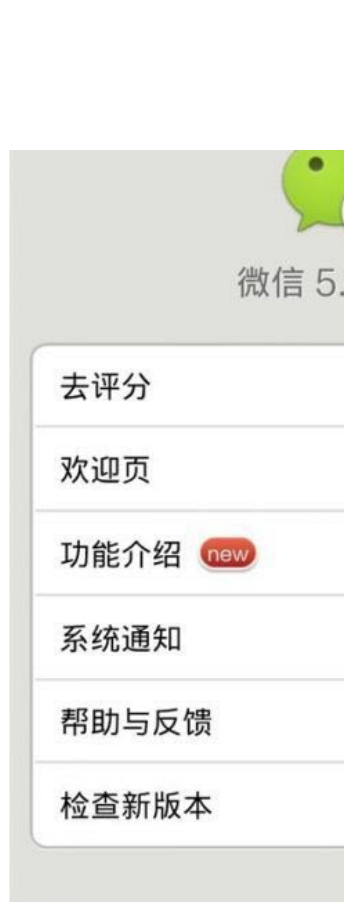 微信 5.
去评分
欢迎页
功能介绍 new
系统通知
帮助与反馈
检查新版本